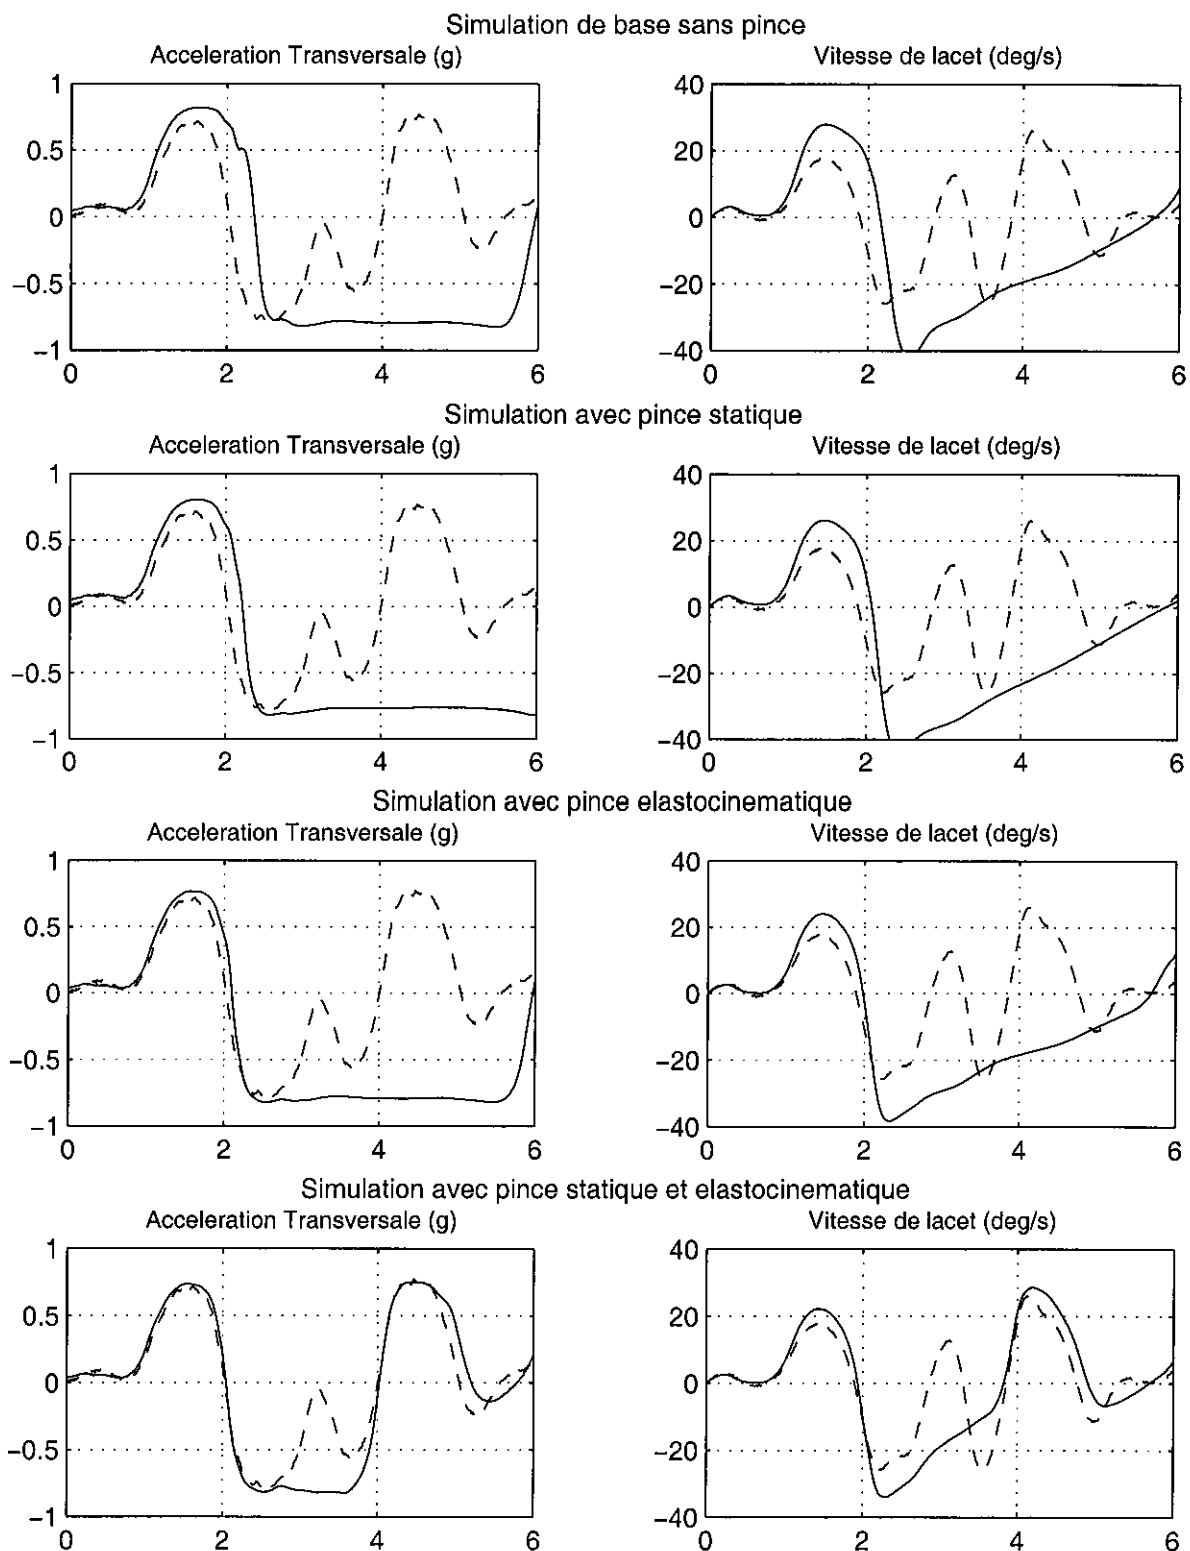 Simulation de base sans pince
Acceleration Transversale (g)
Vitesse de lacet (deg/s)
1
0.5
0
−0.5
−1
0 2 4 6
40
20
0
−20
−40
0 2 4 6
Simulation avec pince statique
Acceleration Transversale (g)
Vitesse de lacet (deg/s)
1
0.5
0
−0.5
−1
0 2 4 6
40
20
0
−20
−40
0 2 4 6
Simulation avec pince elastocinematique
Acceleration Transversale (g)
Vitesse de lacet (deg/s)
1
0.5
0
−0.5
−1
0 2 4 6
40
20
0
−20
−40
0 2 4 6
Simulation avec pince statique et elastocinematique
Acceleration Transversale (g)
Vitesse de lacet (deg/s)
1
0.5
0
−0.5
−1
0 2 4 6
40
20
0
−20
−40
0 2 4 6